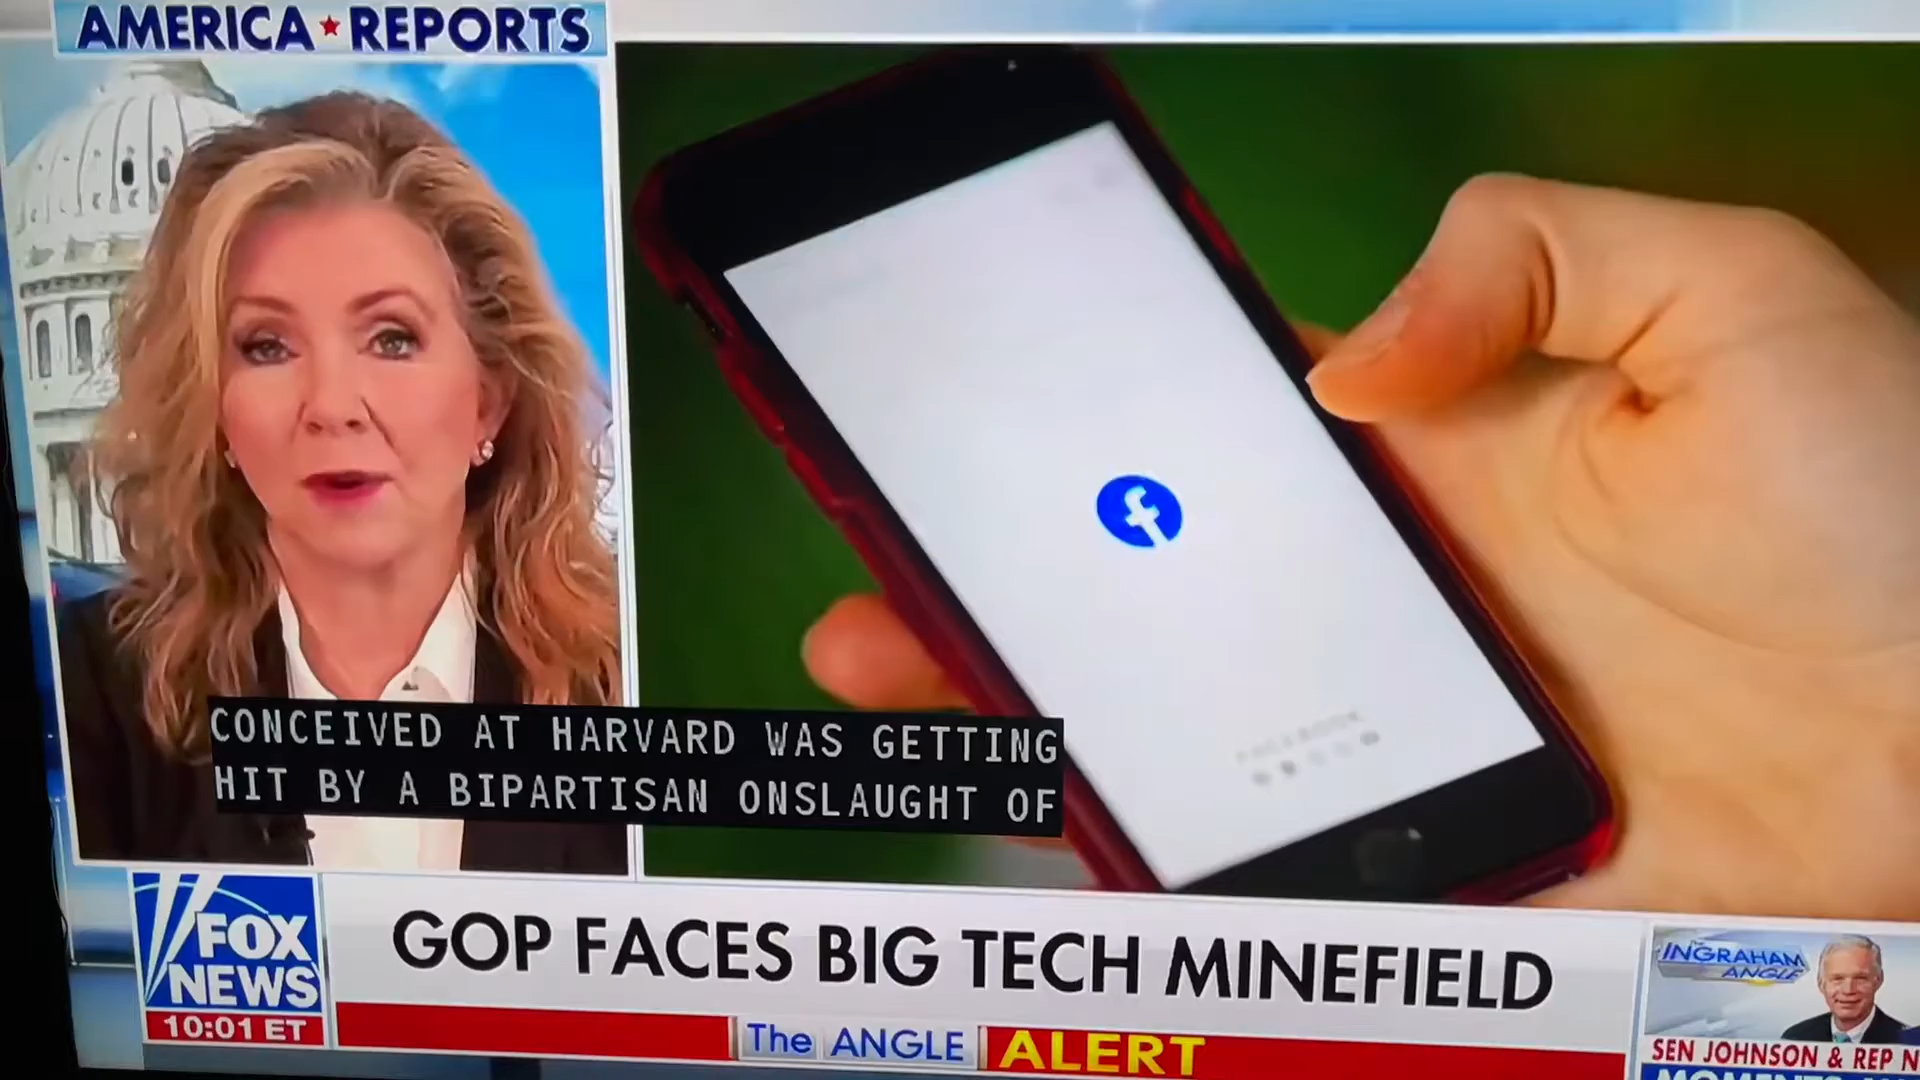 AMERICA★REPORTS
CONCEIVED AT HARVARD WAS GETTING
HIT BY A BIPARTISAN ONSLAUGHT OF
FOX
NEWS
10:01 ET
GOP FACES BIG TECH MINEFIELD
The ANGLE ALERT
INGRAHAM
ANGLE
SEN JOHNSON & REP N